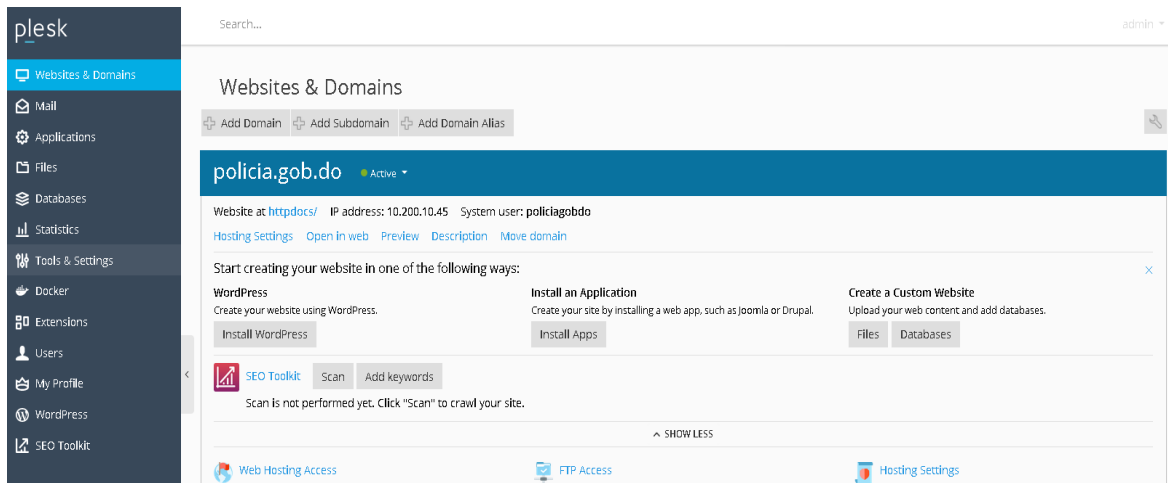 plesk
Search...
admin
Websites & Domains
Mail
Applications
Files
Databases
Statistics
Tools & Settings
Docker
Extensions
Users
My Profile
WordPress
SEO Toolkit
Websites & Domains
Add Domain Add Subdomain Add Domain Alias
policia.gob.do Active
Website at httpdocs/ IP address: 10.200.10.45 System user: policiagobdo
Hosting Settings Open in web Preview Description Move domain
Start creating your website in one of the following ways:
WordPress
Create your website using WordPress.
Install WordPress
Install an Application
Create your site by installing a web app, such as Joomla or Drupal.
Install Apps
Create a Custom Website
Upload your web content and add databases.
Files Databases
SEO Toolkit Scan Add keywords
Scan is not performed yet. Click "Scan" to crawl your site.
SHOW LESS
Web Hosting Access FTP Access Hosting Settings